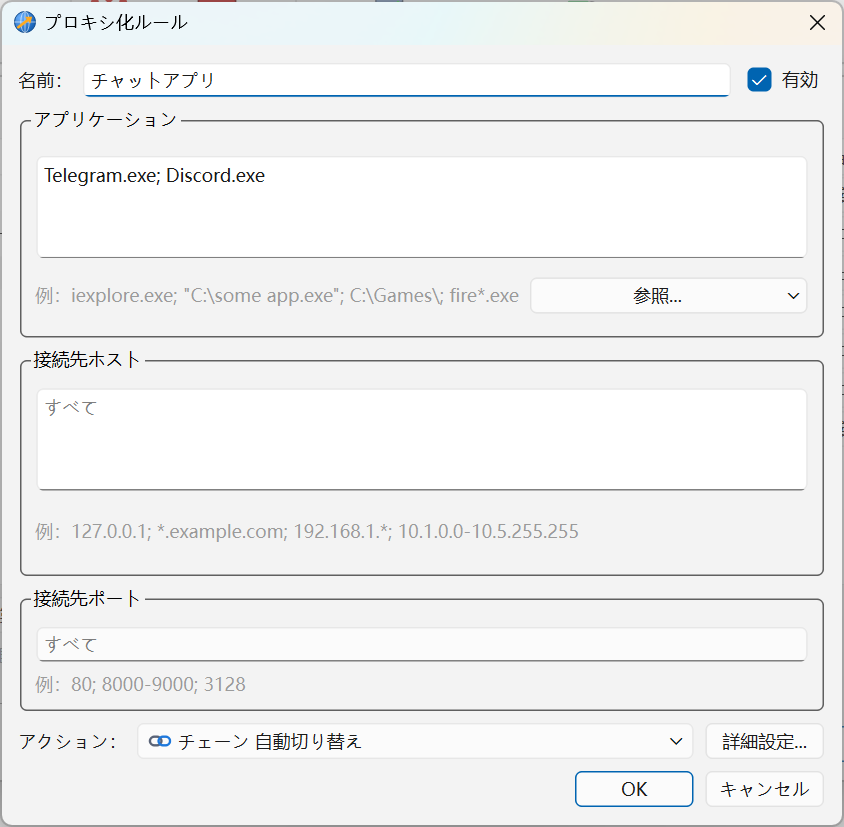 プロキシ化ルール
名前: チャットアプリ 有効
アプリケーション
Telegram.exe; Discord.exe
例: iexplore.exe; "C:\some app.exe"; C:\Games\; fire*.exe 参照...
接続先ホスト
すべて
例: 127.0.0.1; *.example.com; 192.168.1.*; 10.1.0.0-10.5.255.255
接続先ポート
すべて
例: 80; 8000-9000; 3128
アクション: チェーン 自動切り替え 詳細設定...
OK キャンセル